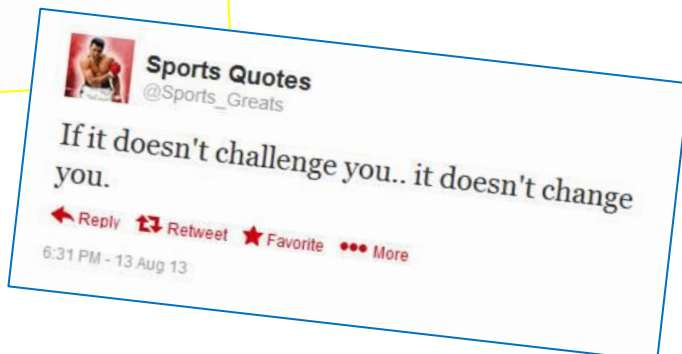 Sports Quotes
@Sports_Greats
If it doesn't challenge you.. it doesn't change
you.
Reply Retweet Favorite More
6:31 PM - 13 Aug 13